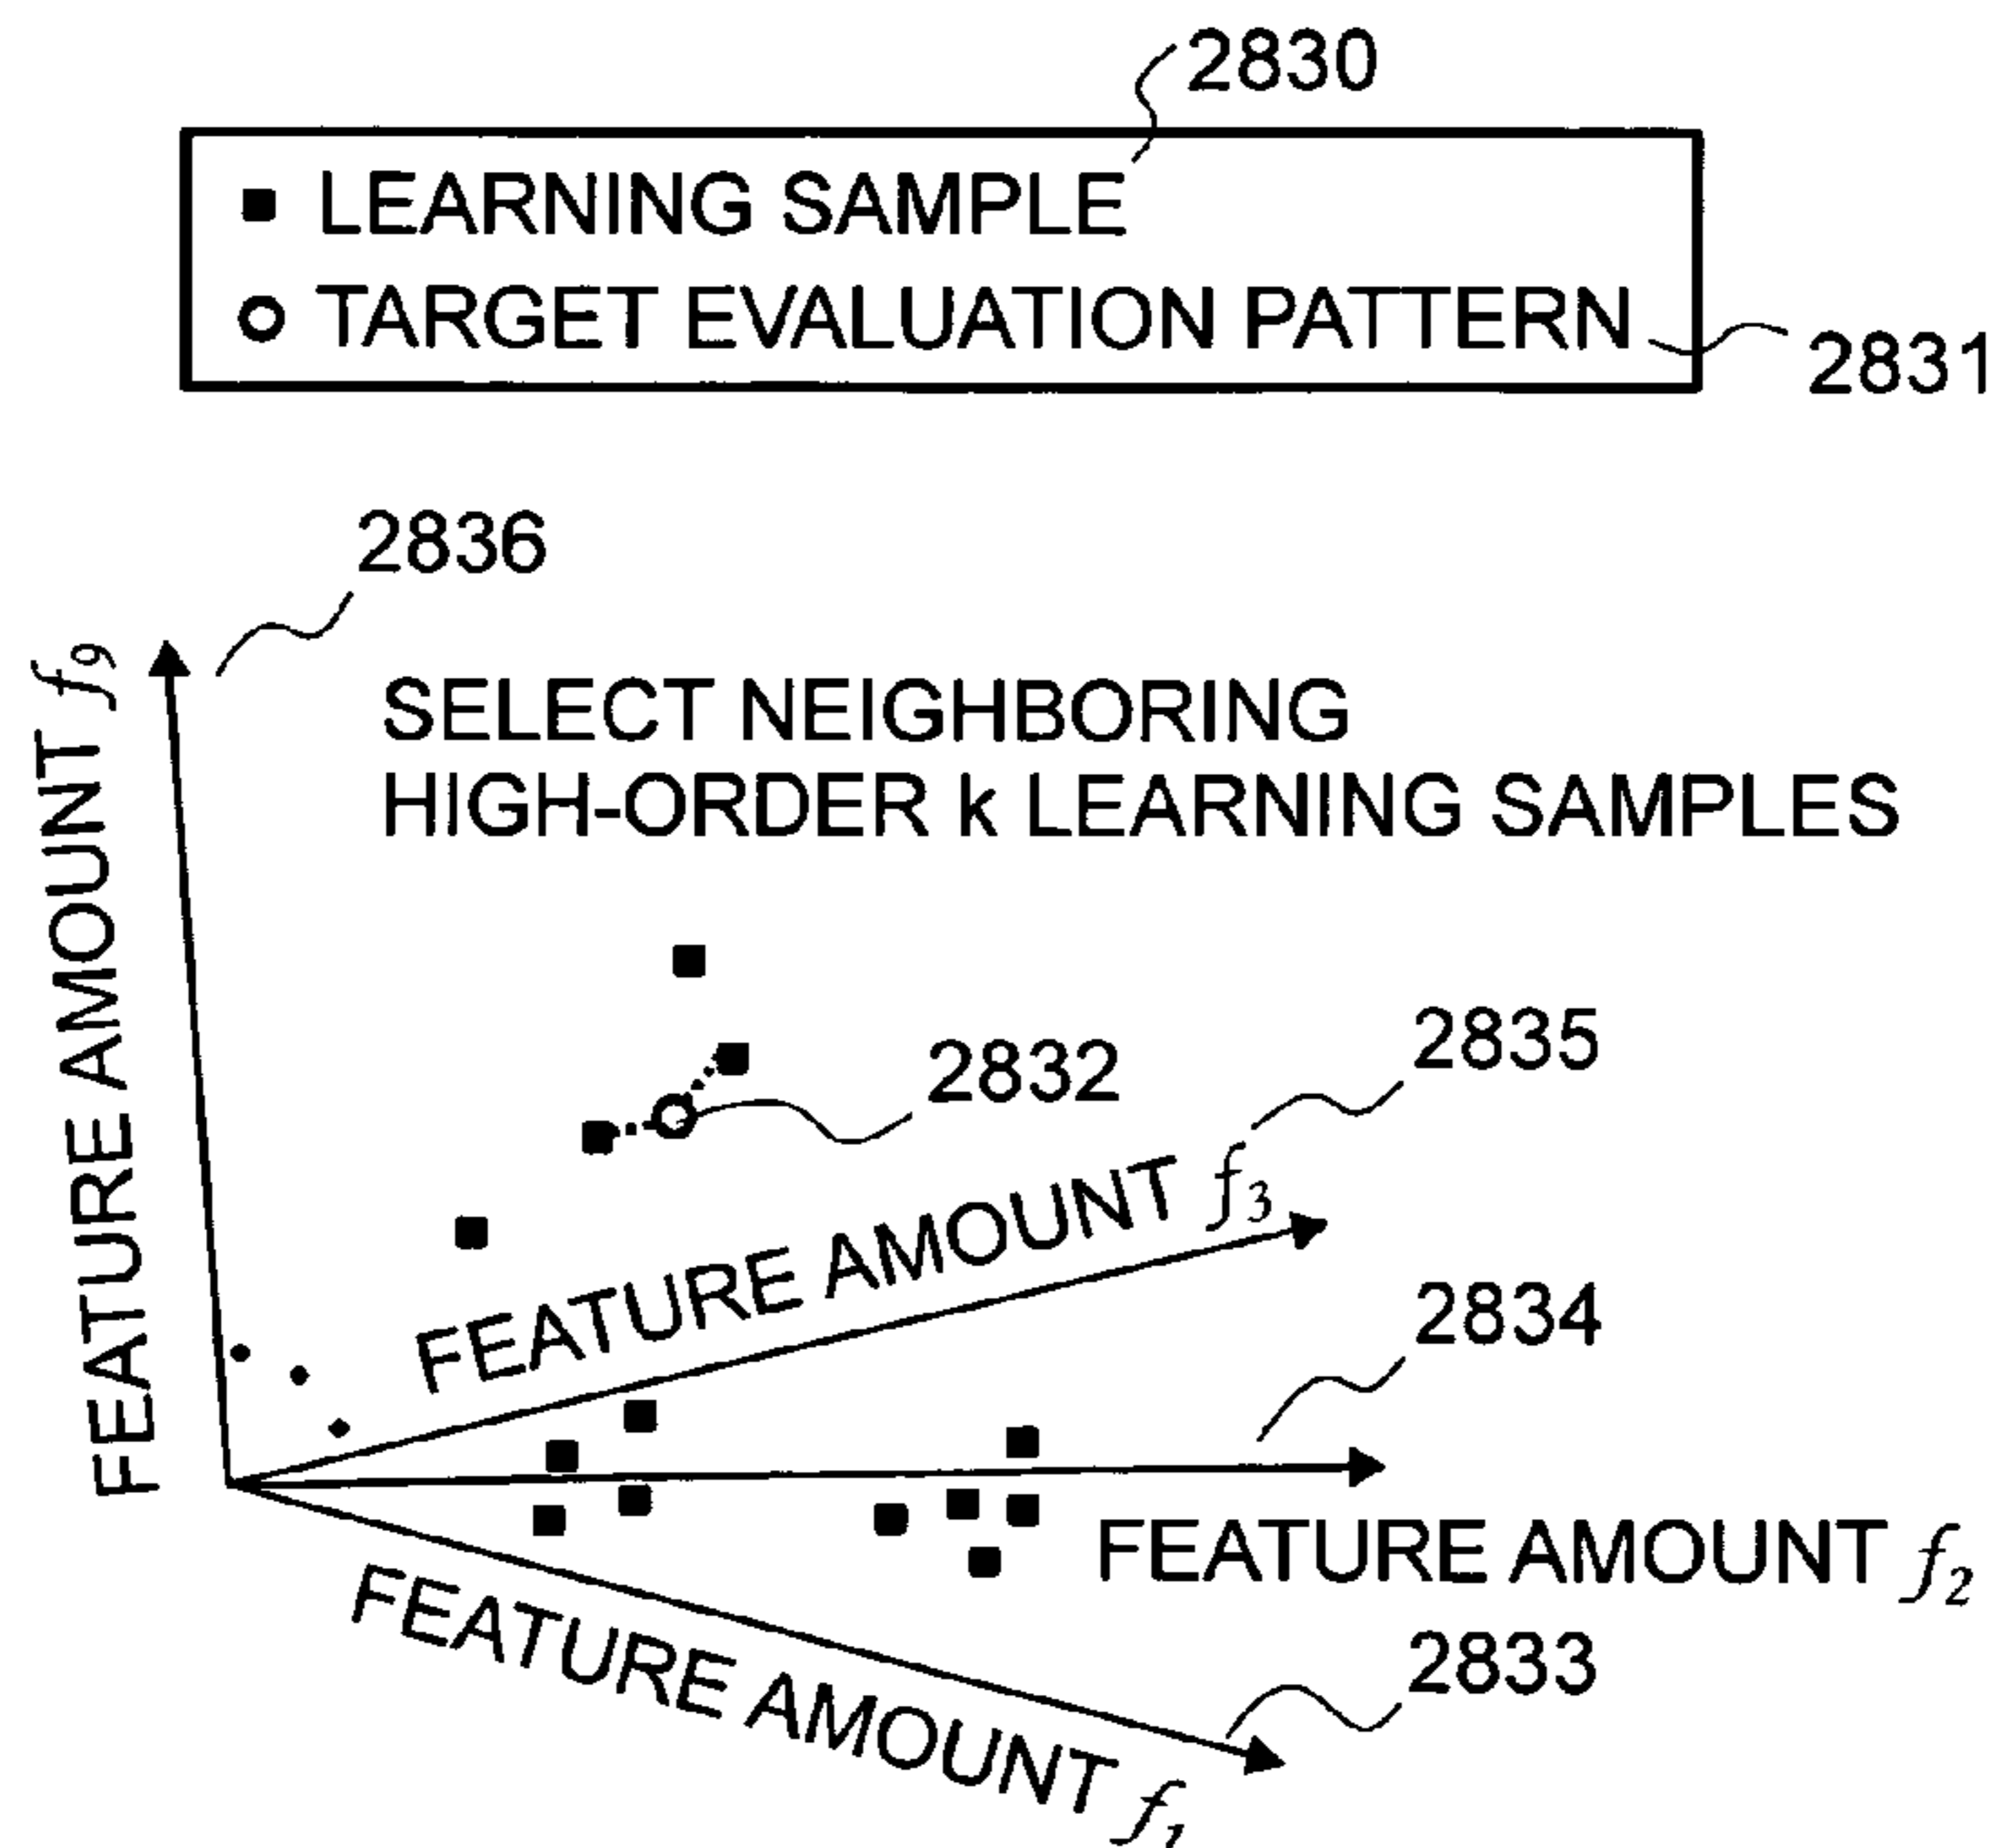 2830
LEARNING SAMPLE
TARGET EVALUATION PATTERN
2831
2836
FEATURE AMOUNT f9
SELECT NEIGHBORING
HIGH-ORDER k LEARNING SAMPLES
2832
2835
FEATURE AMOUNT f3
2834
FEATURE AMOUNT f2
2833
FEATURE AMOUNT f1